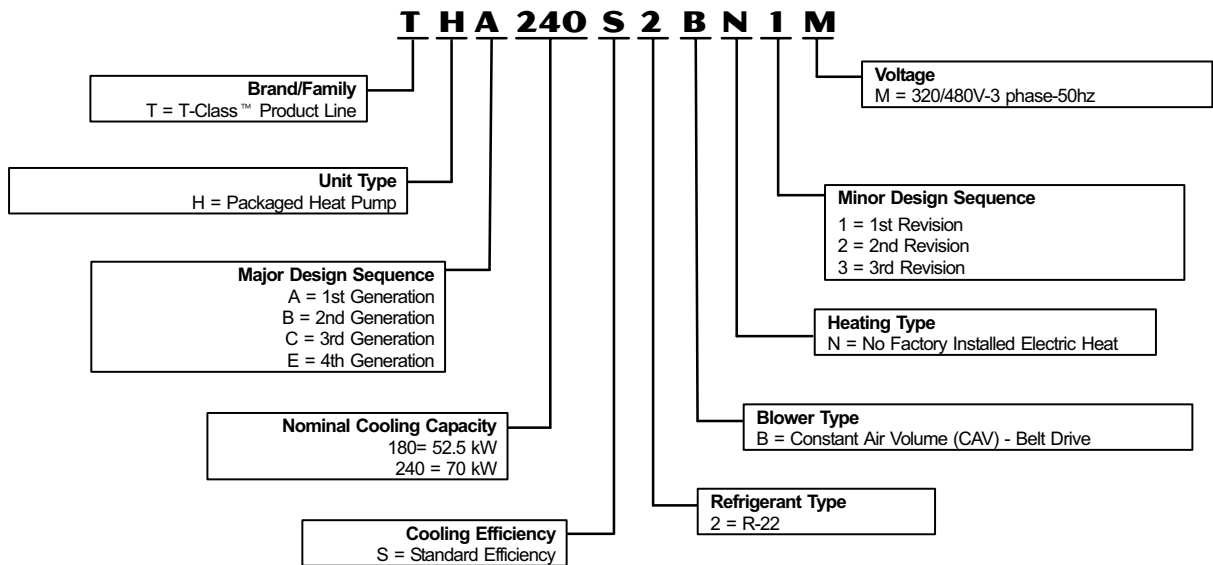 T H A 240 S 2 B N 1 M
Brand/Family
T = T-Class™ Product Line
Voltage
M = 320/480V-3 phase-50hz
Unit Type
H = Packaged Heat Pump
Minor Design Sequence
1 = 1st Revision
2 = 2nd Revision
3 = 3rd Revision
Major Design Sequence
A = 1st Generation
B = 2nd Generation
C = 3rd Generation
E = 4th Generation
Heating Type
N = No Factory Installed Electric Heat
Nominal Cooling Capacity
180= 52.5 kW
240 = 70 kW
Blower Type
B = Constant Air Volume (CAV) - Belt Drive
Cooling Efficiency
S = Standard Efficiency
Refrigerant Type
2 = R-22